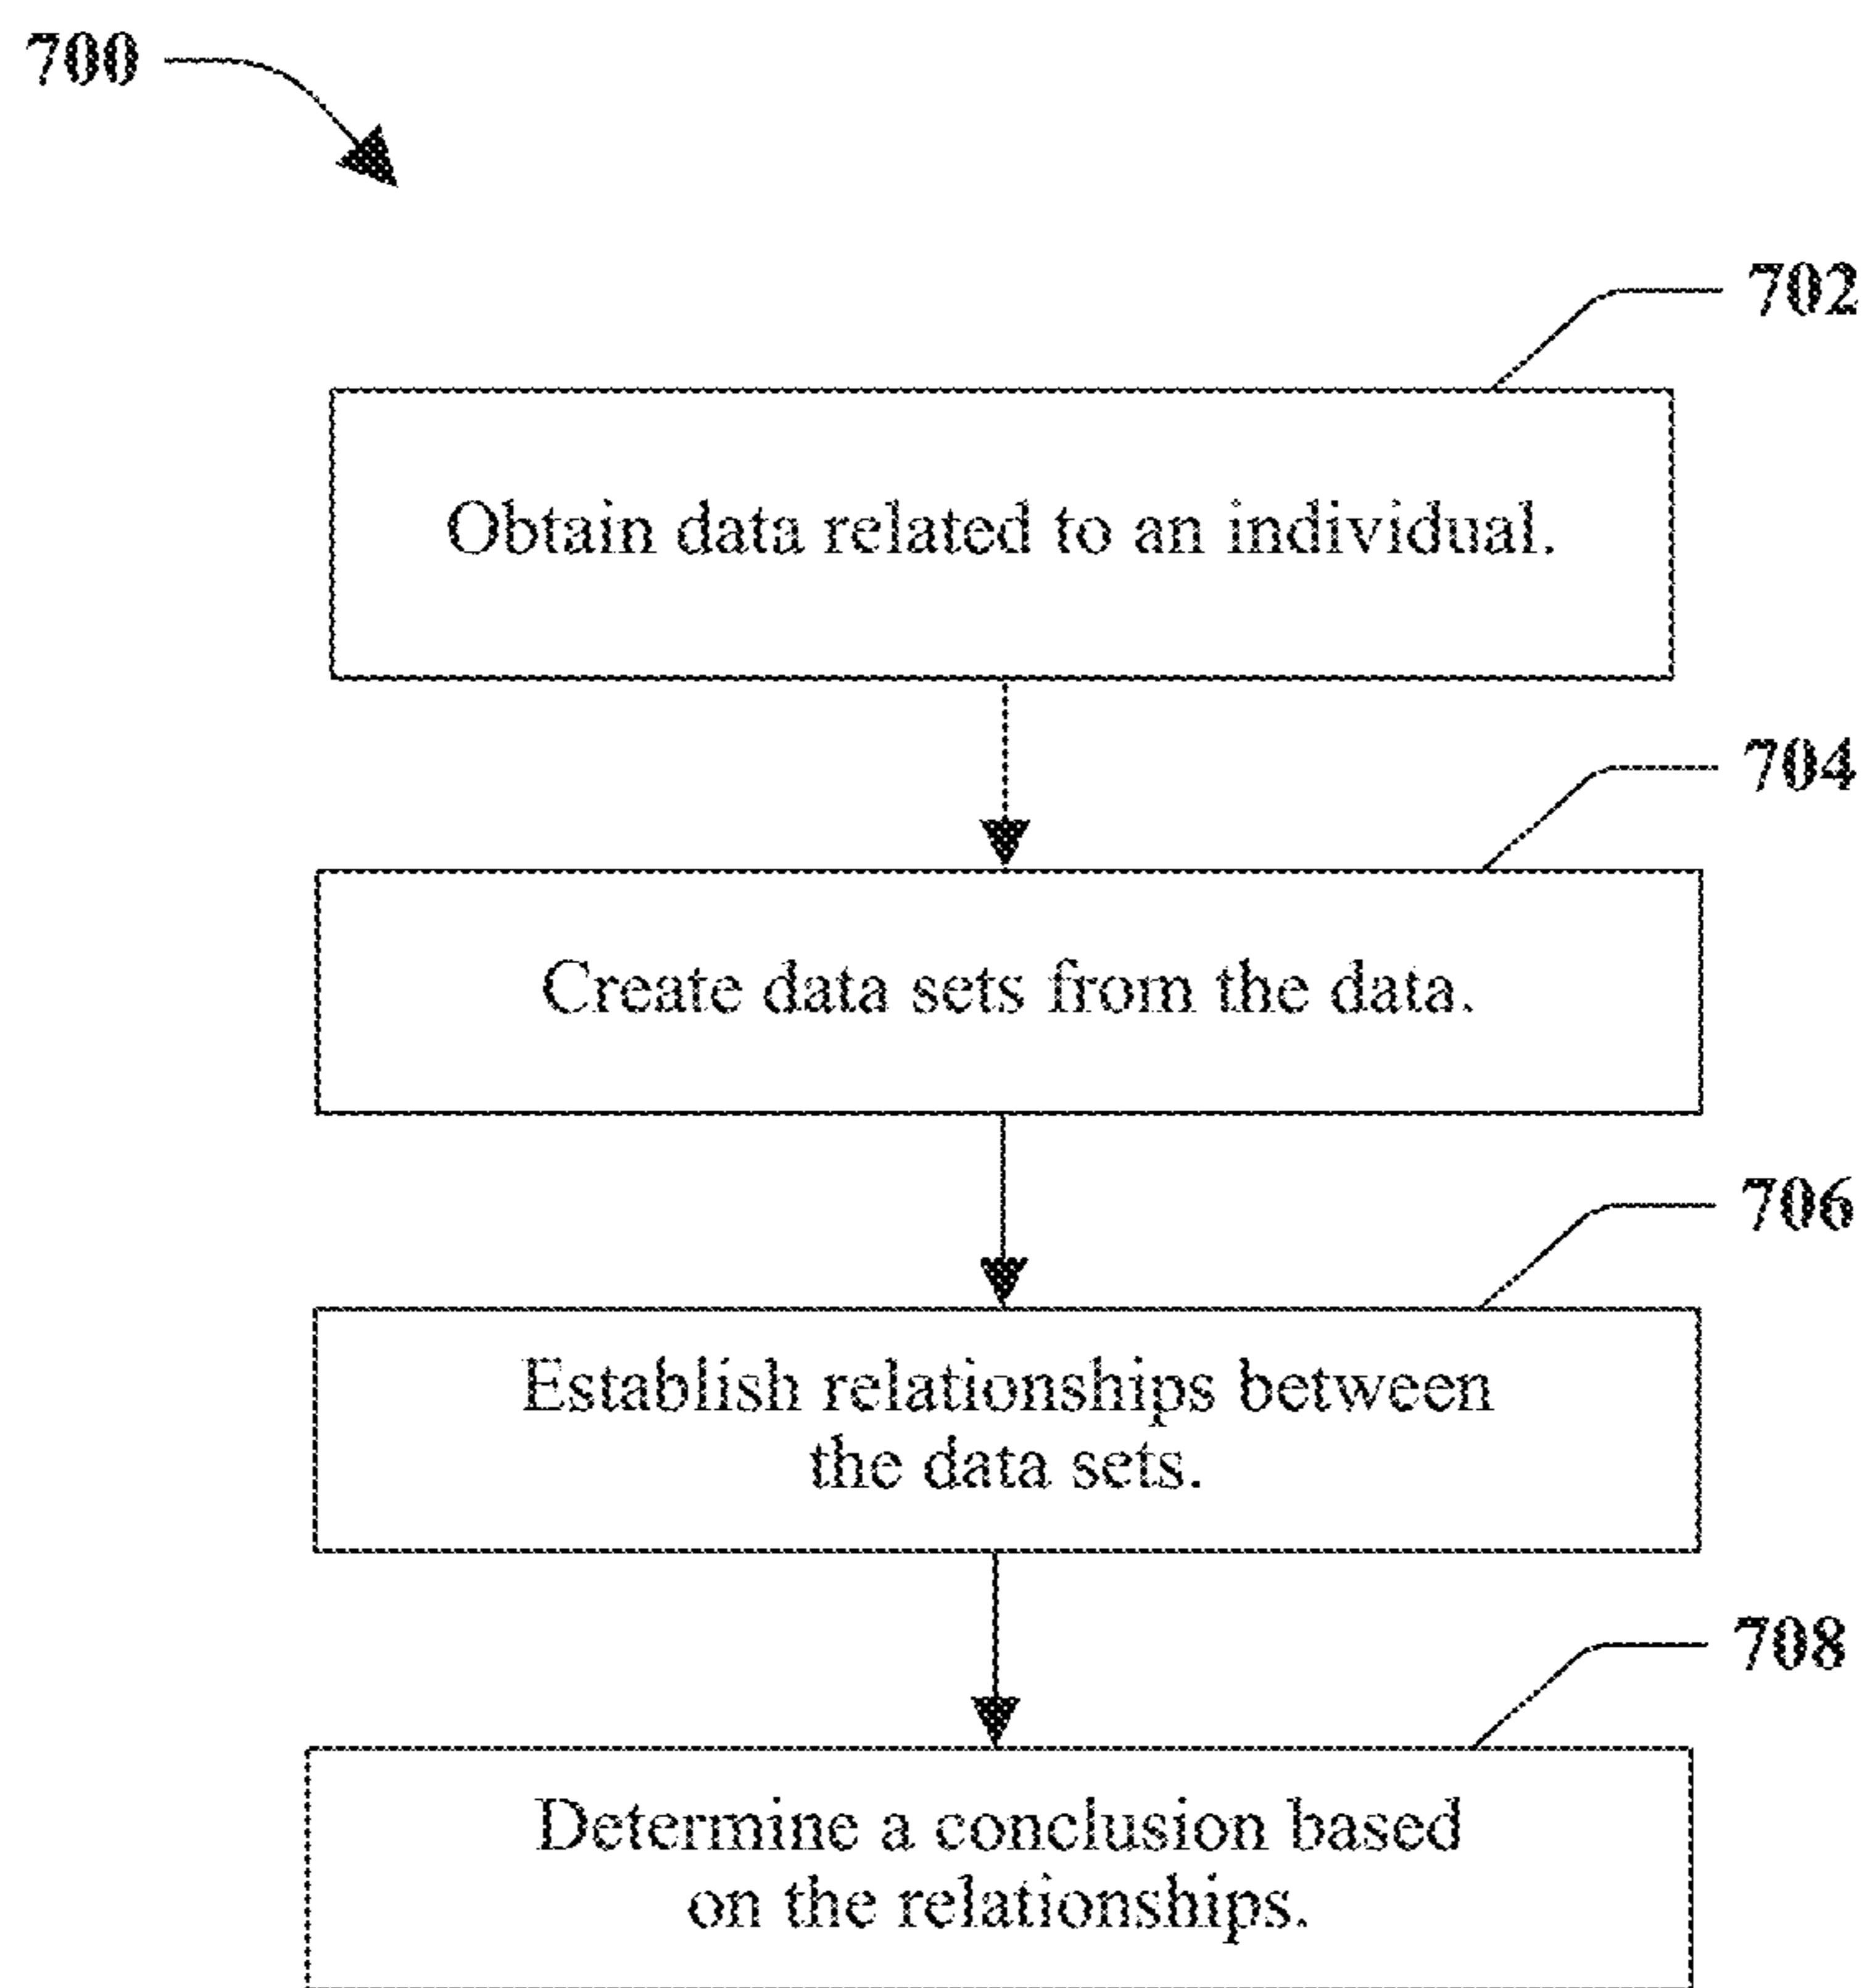 700
702
Obtain data related to an individual.
704
Create data sets from the data.
706
Establish relationships between
the data sets.
708
Determine a conclusion based
on the relationships.